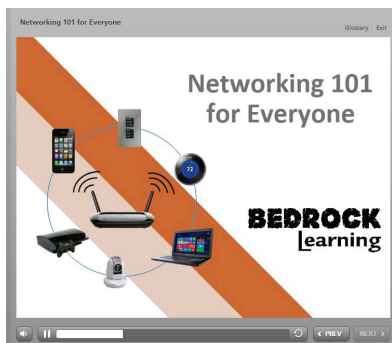 Networking 101 for Everyone
Glossary Exit
Networking 101
for Everyone
72
BEDROCK
Learning
PREV NEXT